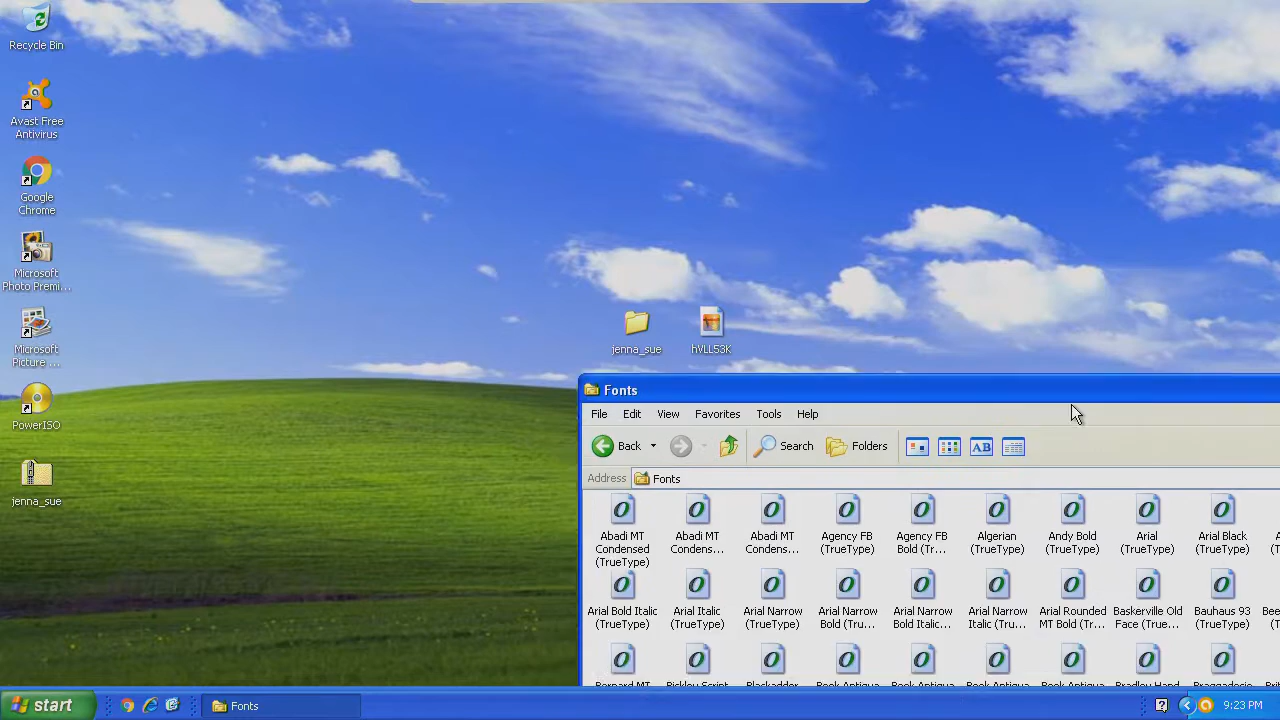 Recycle Bin
Avast Free
Antivirus
Google
Chrome
Microsoft
Photo Premi...
Microsoft
Picture ...
PowerISO
jenna_sue
jenna_sue
hVLL53K
Fonts
File Edit View Favorites Tools Help
Back Search Folders AB
Address Fonts
Abadi MT
Condensed
(TrueType)
Abadi MT
Condens...
Abadi MT
Condens...
Agency FB
(TrueType)
Agency FB
Bold (Tr...
Algerian
(TrueType)
Andy Bold
(TrueType)
Arial
(TrueType)
Arial Black
(TrueType)
Arial Bold Italic
(TrueType)
Arial Italic
(TrueType)
Arial Narrow
(TrueType)
Arial Narrow
Bold (Tru...
Arial Narrow
Bold Italic...
Arial Narrow
Italic (Tru...
Arial Rounded
MT Bold (Tr...
Baskerville Old
Face (True...
Bauhaus 93
(TrueType)
start
Fonts
9:23 PM